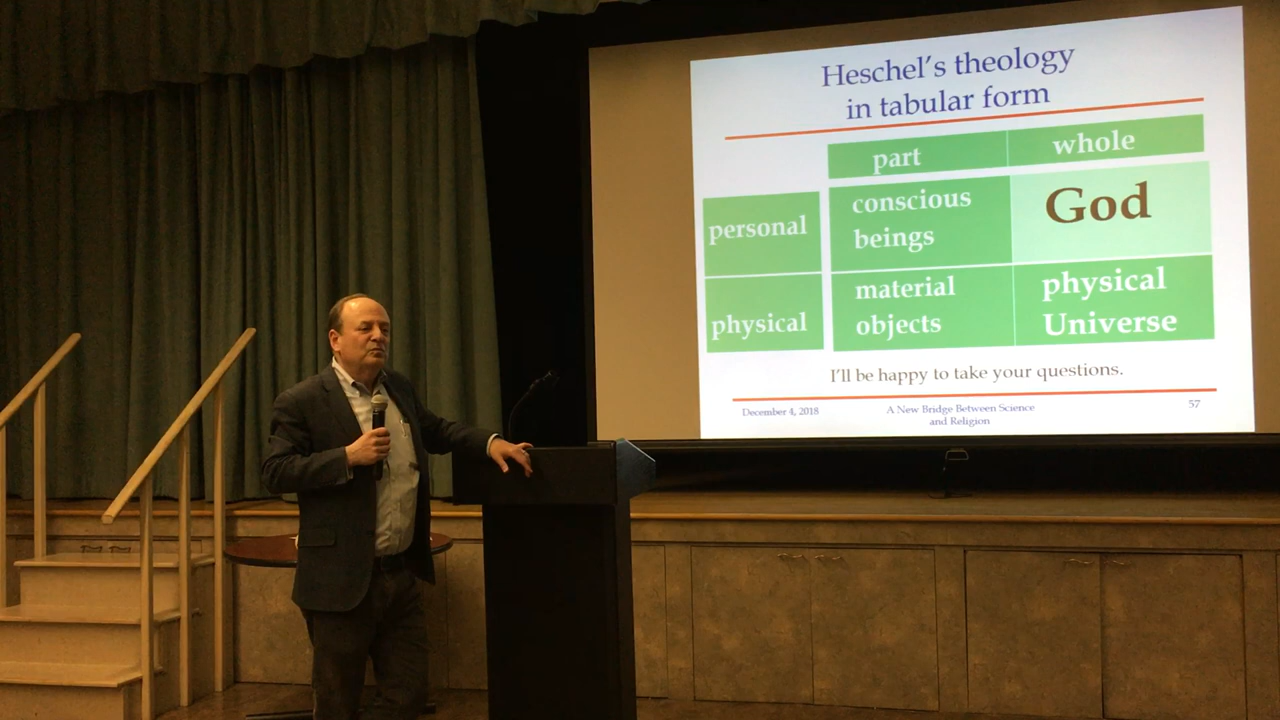 Heschel's theology
in tabular form
part whole
personal conscious beings God
physical material objects physical Universe
I'll be happy to take your questions.
December 4, 2018 A New Bridge Between Science and Religion 57